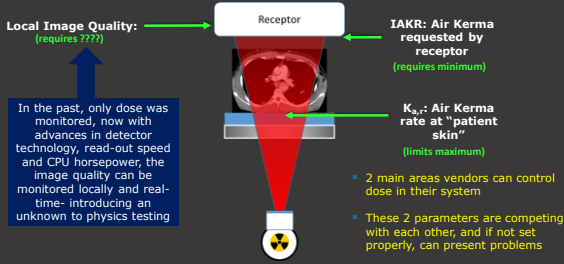 Receptor
Local Image Quality:
(requires ????)
IAKR: Air Kerma
requested by
receptor
(requires minimum)
In the past, only dose was
monitored, now with
advances in detector
technology, read-out speed
and CPU horsepower, the
image quality can be
monitored locally and real-
time- introducing an
unknown to physics testing
Ka,r: Air Kerma
rate at “patient
skin”
(limits maximum)
▪ 2 main areas vendors can control
dose in their system
▪ These 2 parameters are competing
with each other, and if not set
properly, can present problems